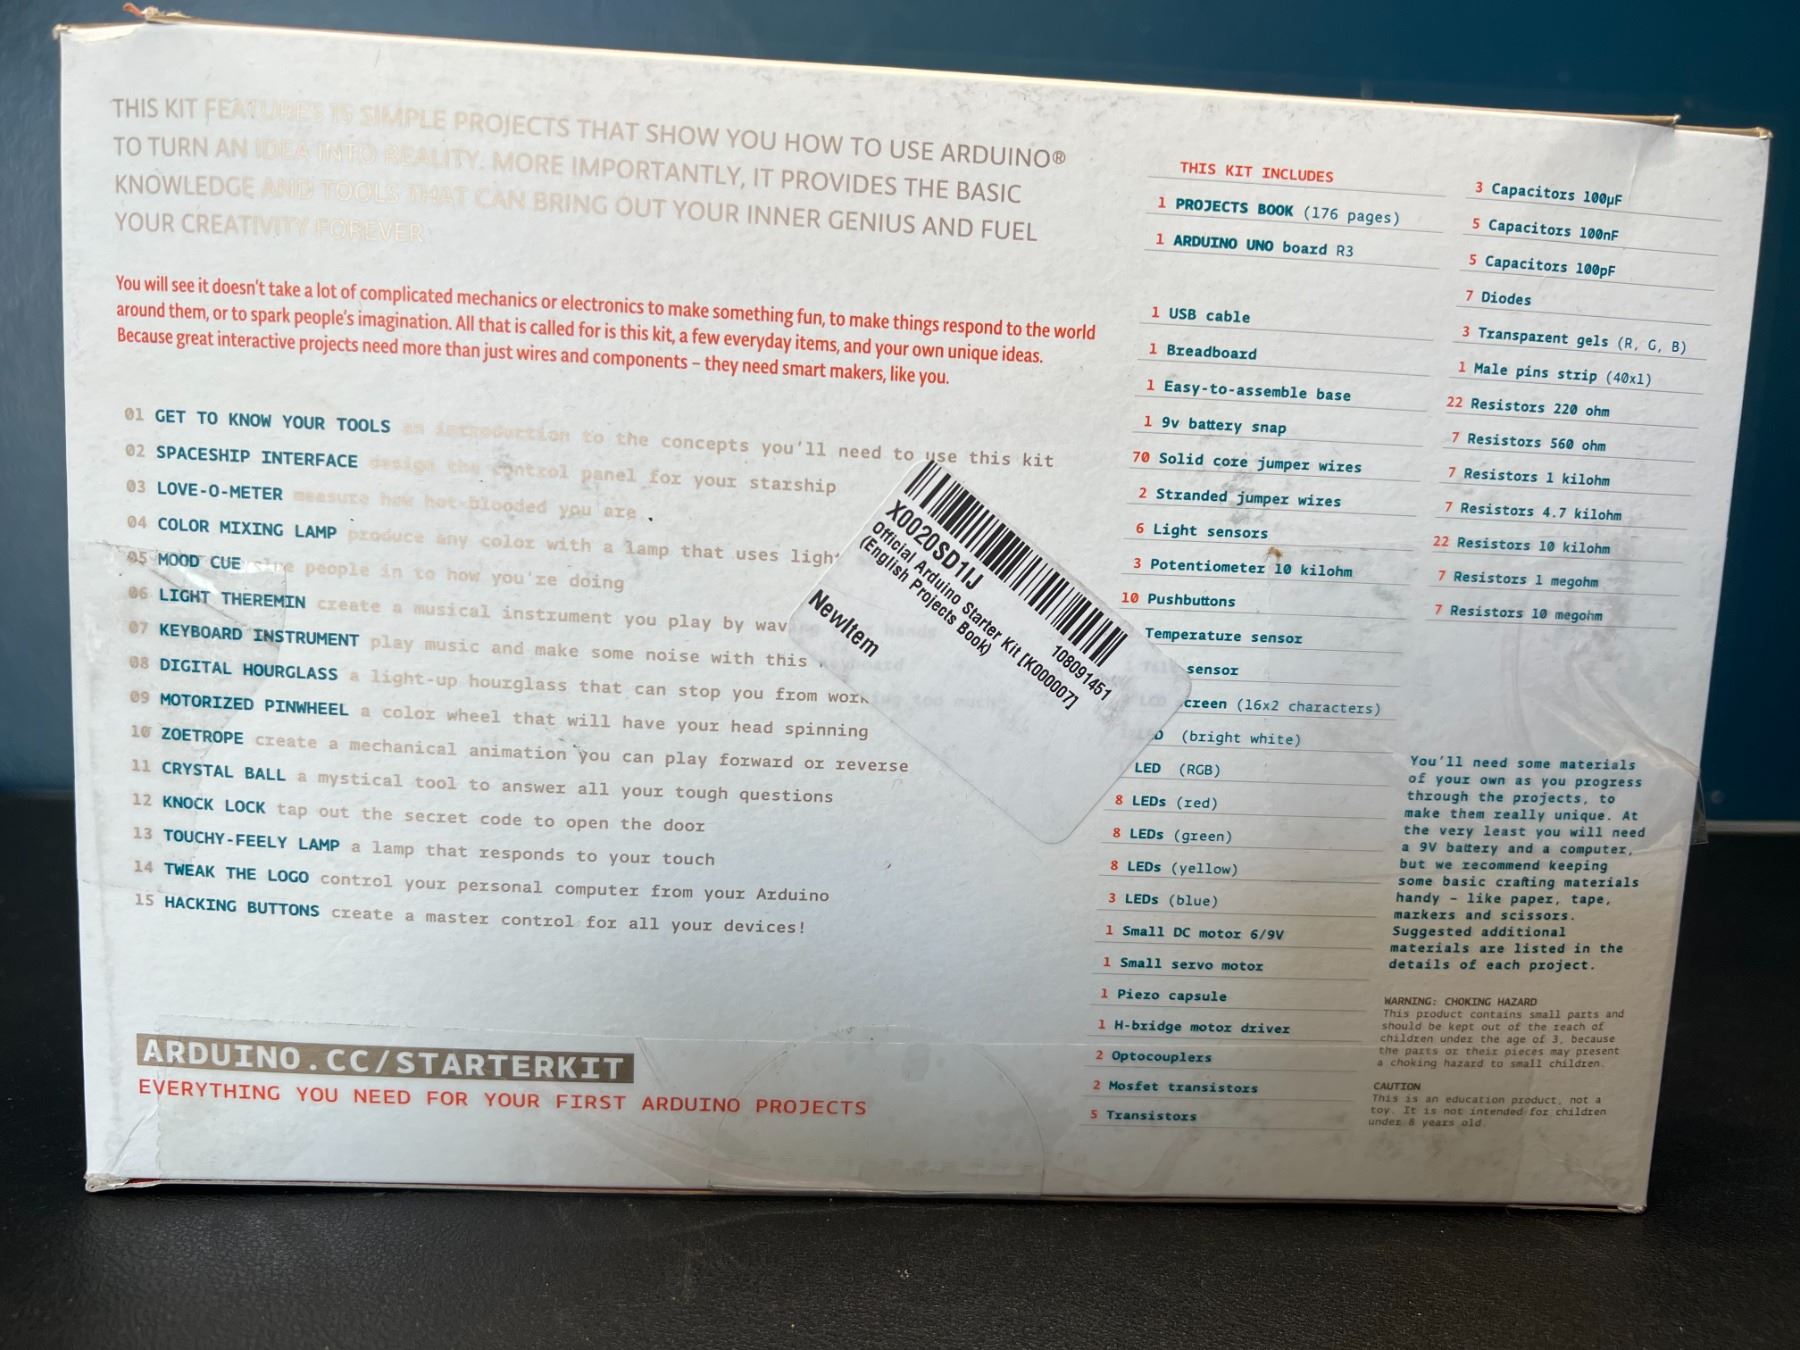 THIS KIT FEATURES 15 SIMPLE PROJECTS THAT SHOW YOU HOW TO USE ARDUINO®
TO TURN AN IDEA INTO REALITY. MORE IMPORTANTLY, IT PROVIDES THE BASIC
KNOWLEDGE AND TOOLS THAT CAN BRING OUT YOUR INNER GENIUS AND FUEL
YOUR CREATIVITY FOREVER
You will see it doesn't take a lot of complicated mechanics or electronics to make something fun, to make things respond to the world
around them, or to spark people's imagination. All that is called for is this kit, a few everyday items, and your own unique ideas.
Because great interactive projects need more than just wires and components – they need smart makers, like you.
01 GET TO KNOW YOUR TOOLS an introduction to the concepts you'll need to use this kit
02 SPACESHIP INTERFACE design the control panel for your starship
03 LOVE-O-METER measure how hot-blooded you are
04 COLOR MIXING LAMP produce any color with a lamp that uses light
05 MOOD CUE people in to how you're doing
06 LIGHT THEREMIN create a musical instrument you play by waving your hands
07 KEYBOARD INSTRUMENT play music and make some noise with this keyboard
08 DIGITAL HOURGLASS a light-up hourglass that can stop you from working too much
09 MOTORIZED PINWHEEL a color wheel that will have your head spinning
10 ZOETROPE create a mechanical animation you can play forward or reverse
11 CRYSTAL BALL a mystical tool to answer all your tough questions
12 KNOCK LOCK tap out the secret code to open the door
13 TOUCHY-FEELY LAMP a lamp that responds to your touch
14 TWEAK THE LOGO control your personal computer from your Arduino
15 HACKING BUTTONS create a master control for all your devices!
ARDUINO.CC/STARTERKIT
EVERYTHING YOU NEED FOR YOUR FIRST ARDUINO PROJECTS
X0020SD1IJ
108091451
Official Arduino Starter Kit [K000007]
(English Projects Book)
NewItem
THIS KIT INCLUDES
1 PROJECTS BOOK (176 pages)
1 ARDUINO UNO board R3
1 USB cable
1 Breadboard
1 Easy-to-assemble base
1 9v battery snap
70 Solid core jumper wires
2 Stranded jumper wires
6 Light sensors
3 Potentiometer 10 kilohm
10 Pushbuttons
Temperature sensor
sensor
creen (16x2 characters)
(bright white)
LED (RGB)
8 LEDs (red)
8 LEDs (green)
8 LEDs (yellow)
3 LEDs (blue)
1 Small DC motor 6/9V
1 Small servo motor
1 Piezo capsule
1 H-bridge motor driver
2 Optocouplers
2 Mosfet transistors
5 Transistors
3 Capacitors 100µF
5 Capacitors 100nF
5 Capacitors 100pF
7 Diodes
3 Transparent gels (R, G, B)
1 Male pins strip (40x1)
22 Resistors 220 ohm
7 Resistors 560 ohm
7 Resistors 1 kilohm
7 Resistors 4.7 kilohm
22 Resistors 10 kilohm
7 Resistors 1 megohm
7 Resistors 10 megohm
You'll need some materials
of your own as you progress
through the projects, to
make them really unique. At
the very least you will need
a 9V battery and a computer,
but we recommend keeping
some basic crafting materials
handy – like paper, tape,
markers and scissors.
Suggested additional
materials are listed in the
details of each project.
WARNING: CHOKING HAZARD
This product contains small parts and
should be kept out of the reach of
children under the age of 3, because
the parts or their pieces may present
a choking hazard to small children.
CAUTION
This is an education product, not a
toy. It is not intended for children
under 8 years old.